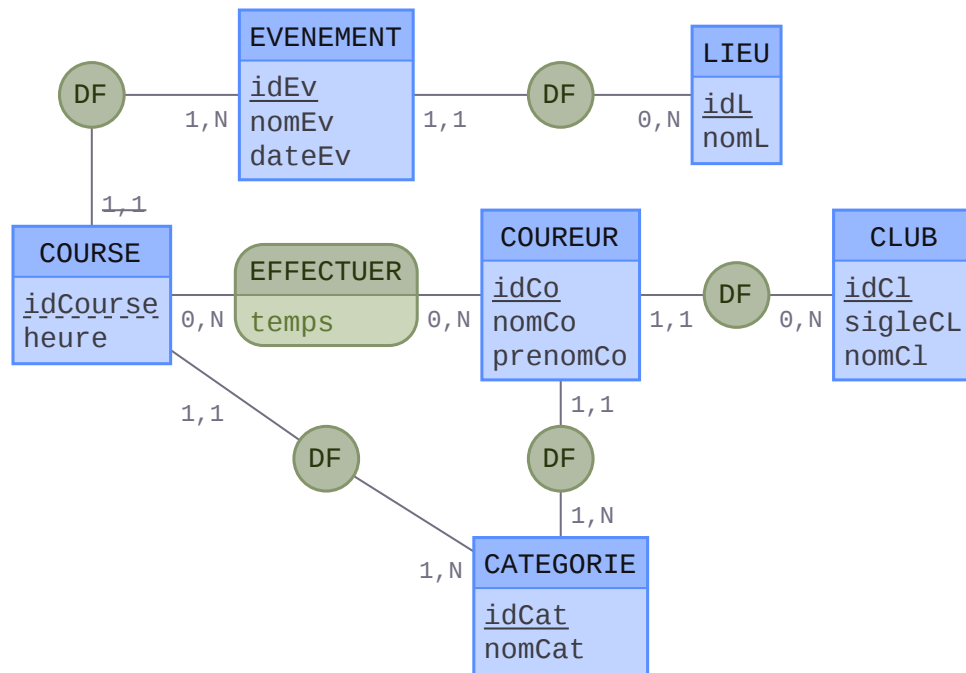 EVENEMENT
idEv
nomEv
dateEv
DF
1,N
1,1
DF
0,N
LIEU
idL
nomL
1,1
COURSE
idCourse
heure
0,N
EFFECTUER
temps
0,N
COUREUR
idCo
nomCo
prenomCo
1,1
DF
0,N
CLUB
idCl
sigleCL
nomCl
1,1
DF
1,N
1,1
DF
1,N
CATEGORIE
idCat
nomCat